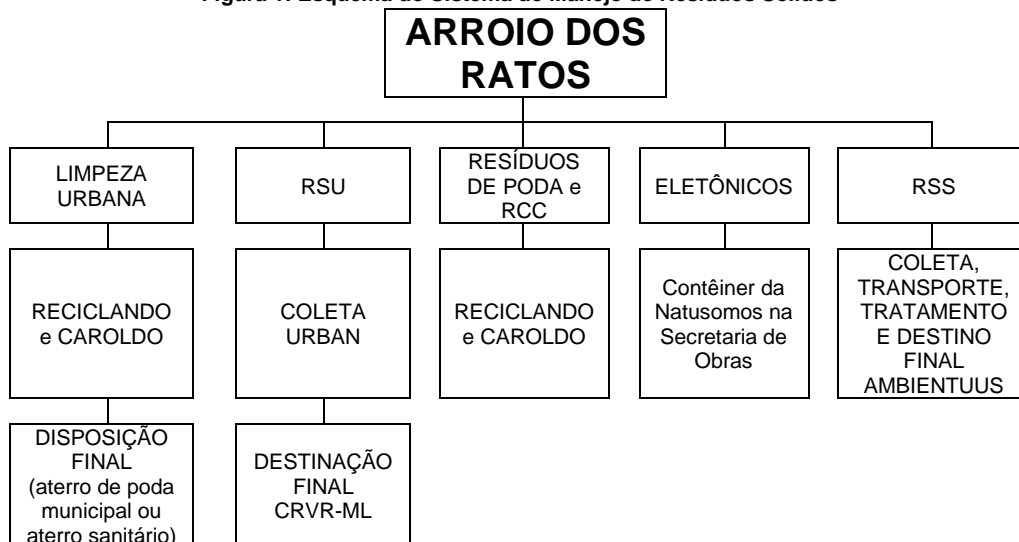 Figura 1: Esquema do Sistema de Manejo de Resíduos Sólidos
ARROIO DOS
RATOS
LIMPEZA
URBANA
RSU
RESÍDUOS
DE PODA e
RCC
ELETÔNICOS
RSS
RECICLANDO
e CAROLDO
COLETA
URBAN
RECICLANDO
e CAROLDO
Contêiner da
Natusomos na
Secretaria de
Obras
COLETA,
TRANSPORTE,
TRATAMENTO
E DESTINO
FINAL
AMBIENTUUS
DISPOSIÇÃO
FINAL
(aterro de poda
municipal ou
aterro sanitário)
DESTINAÇÃO
FINAL
CRVR-ML